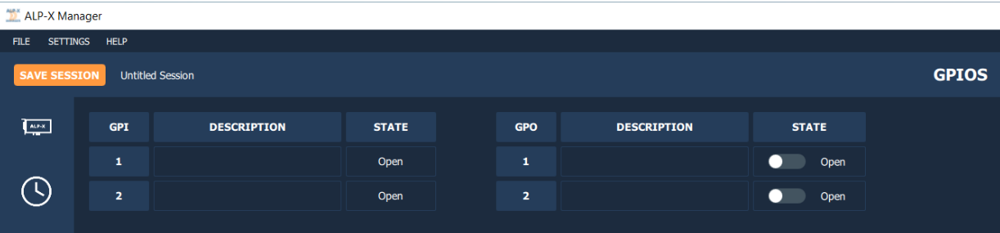 ALP-X Manager
FILE SETTINGS HELP
SAVE SESSION Untitled Session GPIOS
ALP-X
GPI DESCRIPTION STATE GPO DESCRIPTION STATE
1 Open 1 Open
2 Open 2 Open